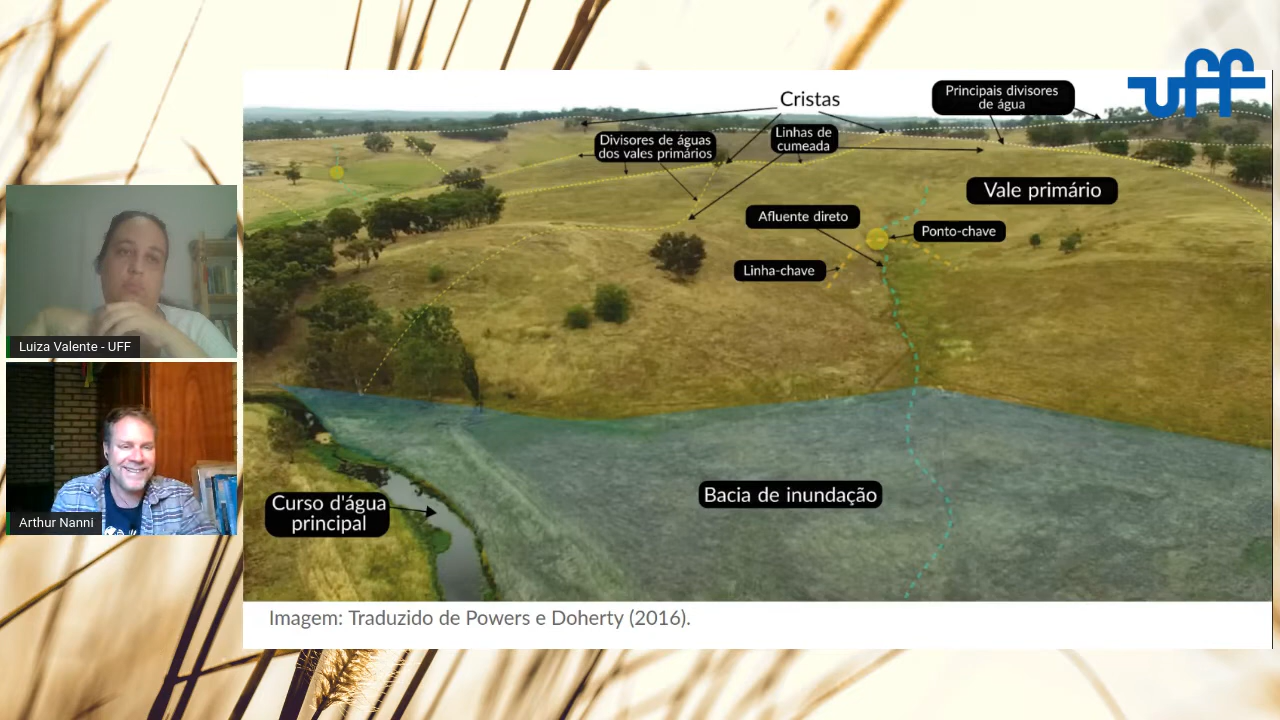 uff
Cristas
Principais divisores
de água
Divisores de águas
dos vales primários
Linhas de
cumeada
Vale primário
Afluente direto
Ponto-chave
Linha-chave
Luiza Valente - UFF
Bacia de inundação
Curso d'água
principal
Arthur Nanni
Imagem: Traduzido de Powers e Doherty (2016).